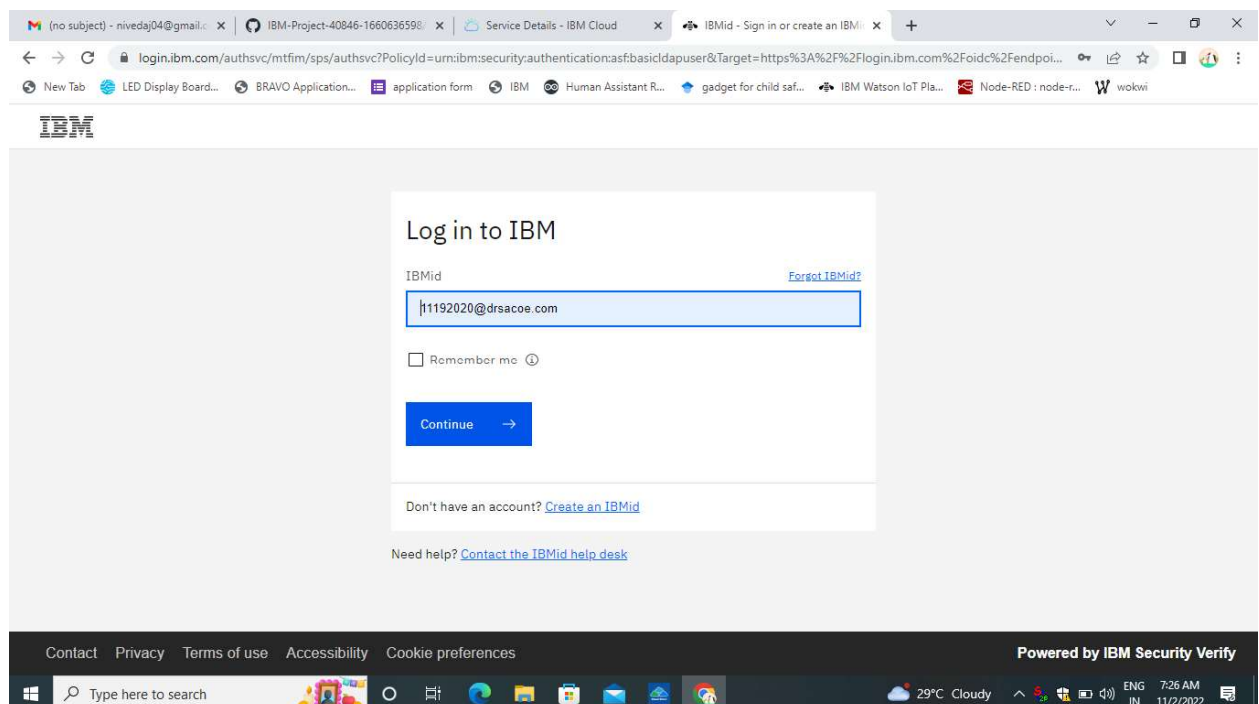 (no subject) - nivedaj04@gmail.c
IBM-Project-40846-1660636598/
Service Details - IBM Cloud
IBMid - Sign in or create an IBMi
login.ibm.com/authsvc/mtfim/sps/authsvc?PolicyId=urn:ibm:security:authentication:asf:basicldapuser&Target=https%3A%2F%2Flogin.ibm.com%2Foidc%2Fendpoi...
New Tab
LED Display Board...
BRAVO Application...
application form
IBM
Human Assistant R...
gadget for child saf...
IBM Watson IoT Pla...
Node-RED : node-r...
wokwi
IBM
Log in to IBM
IBMid
Forgot IBMid?
11192020@drsacoe.com
Remember me
Continue
Don't have an account? Create an IBMid
Need help? Contact the IBMid help desk
Contact Privacy Terms of use Accessibility Cookie preferences
Powered by IBM Security Verify
Type here to search
29°C Cloudy
ENG
IN
7:26 AM
11/2/2022